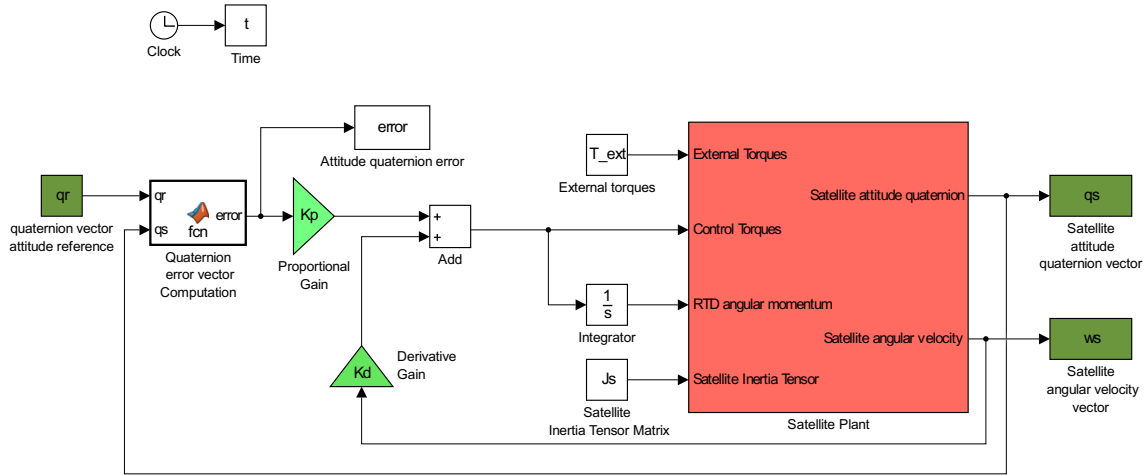 t
Clock
Time
error
Attitude quaternion error
T_ext
External torques
External Torques
qr
quaternion vector
attitude reference
qr
qs
error
fcn
Quaternion
error vector
Computation
Kp
Proportional
Gain
+
+
Add
Satellite attitude quaternion
qs
Satellite
attitude
quaternion vector
Control Torques
1
s
Integrator
RTD angular momentum
Satellite angular velocity
ws
Satellite
angular velocity
vector
Kd
Derivative
Gain
Js
Satellite
Inertia Tensor Matrix
Satellite Inertia Tensor
Satellite Plant